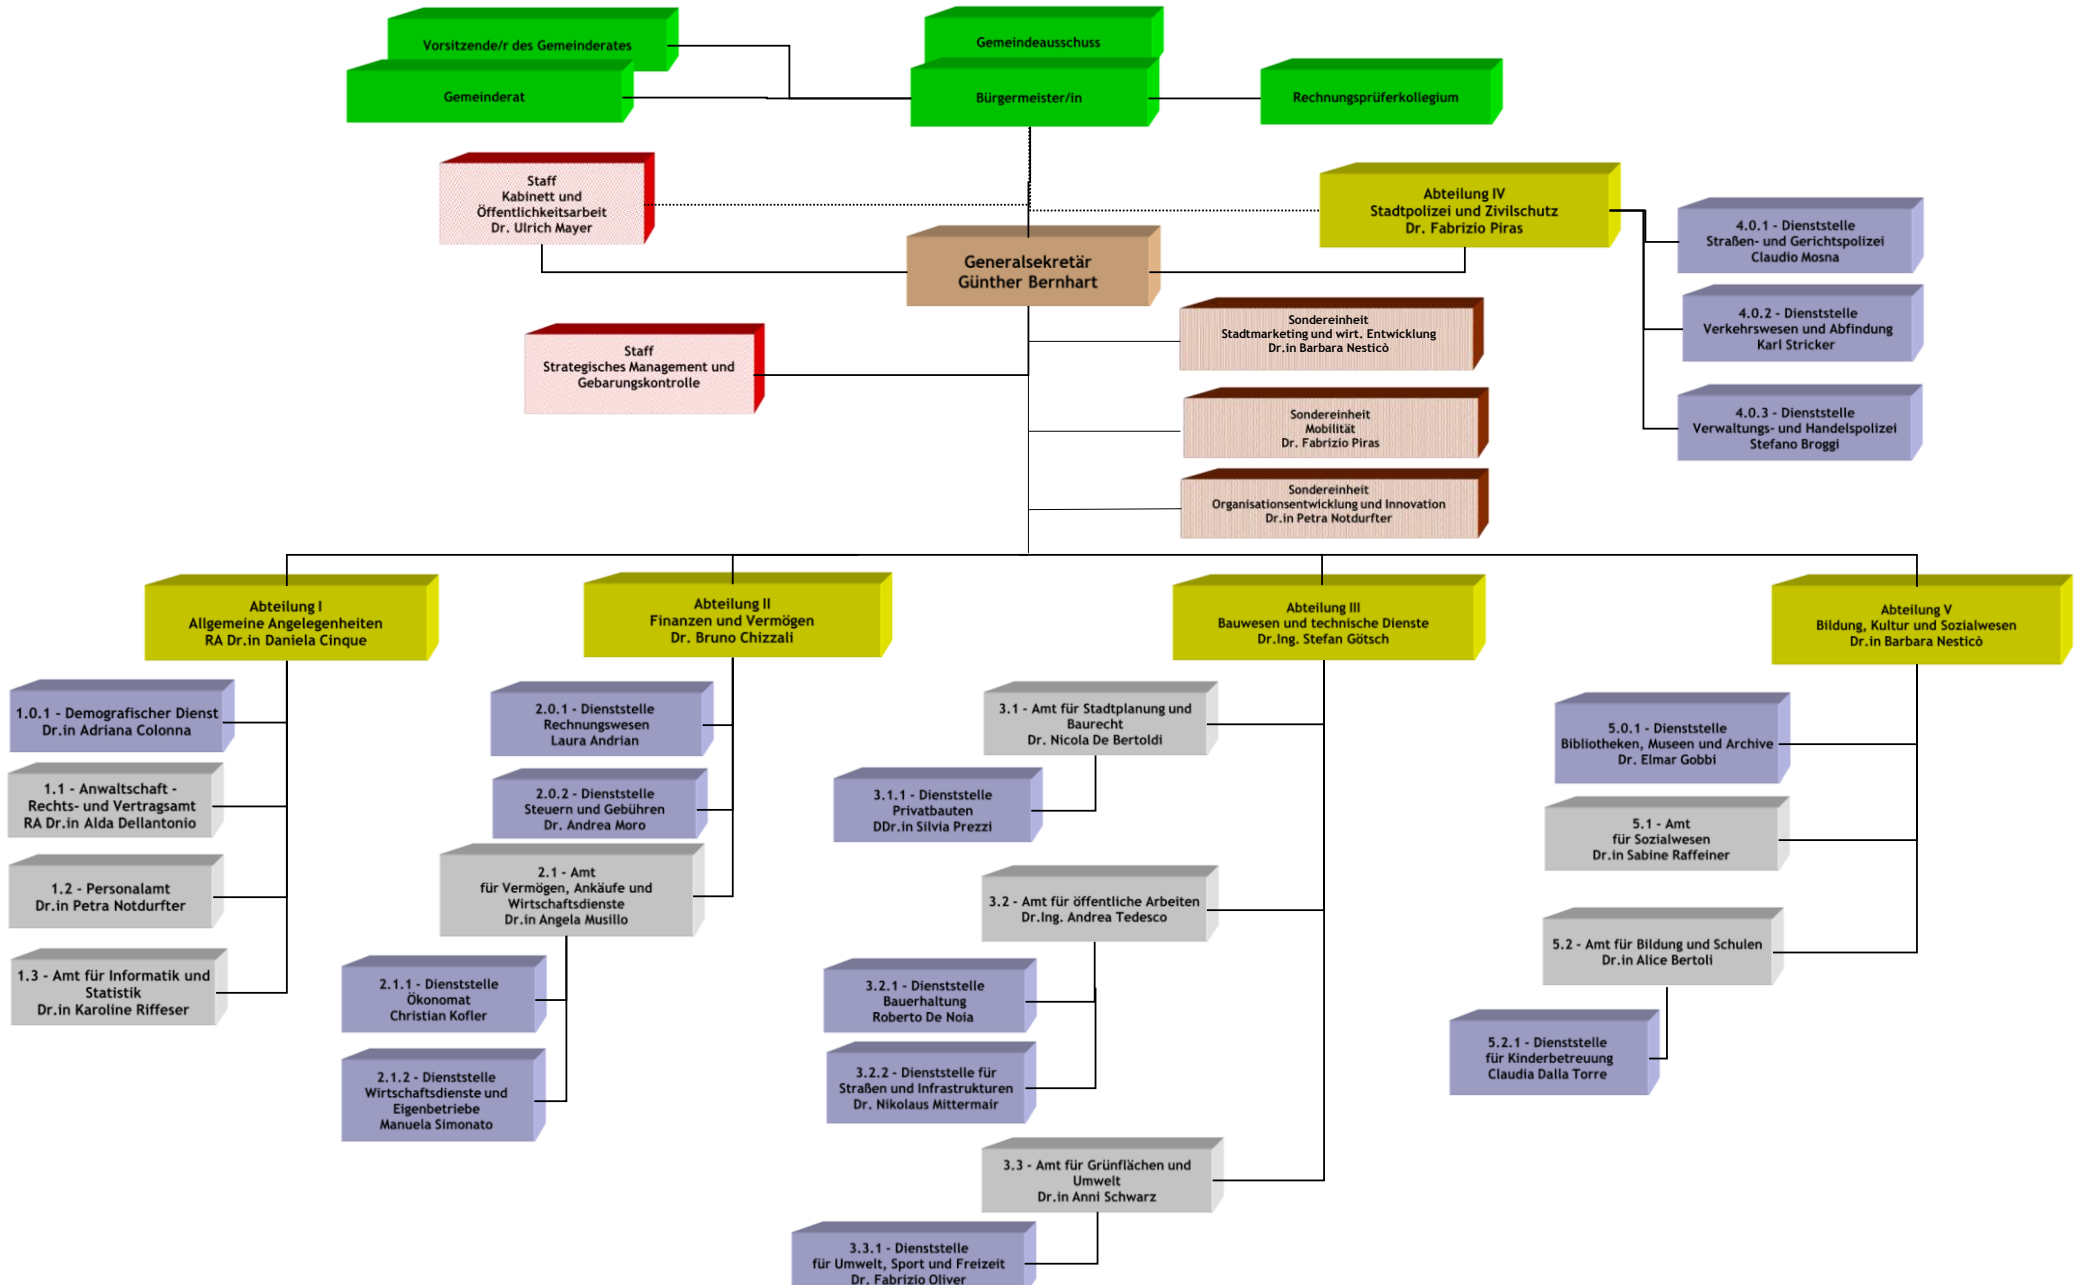 Vorsitzende/r des Gemeinderates
Gemeindeausschuss
Gemeinderat
Bürgermeister/in
Rechnungsprüferkollegium
Staff
Kabinett und
Öffentlichkeitsarbeit
Dr. Ulrich Mayer
Abteilung IV
Stadtpolizei und Zivilschutz
Dr. Fabrizio Piras
4.0.1 - Dienststelle
Straßen- und Gerichtspolizei
Claudio Mosna
Generalsekretär
Günther Bernhart
4.0.2 - Dienststelle
Verkehrswesen und Abfindung
Karl Stricker
Sondereinheit
Stadtmarketing und wirt. Entwicklung
Dr.in Barbara Nesticò
Staff
Strategisches Management und
Gebarungskontrolle
Sondereinheit
Mobilität
Dr. Fabrizio Piras
4.0.3 - Dienststelle
Verwaltungs- und Handelspolizei
Stefano Broggi
Sondereinheit
Organisationsentwicklung und Innovation
Dr.in Petra Notdurfter
Abteilung I
Allgemeine Angelegenheiten
RA Dr.in Daniela Cinque
Abteilung II
Finanzen und Vermögen
Dr. Bruno Chizzali
Abteilung III
Bauwesen und technische Dienste
Dr.Ing. Stefan Götsch
Abteilung V
Bildung, Kultur und Sozialwesen
Dr.in Barbara Nesticò
1.0.1 - Demografischer Dienst
Dr.in Adriana Colonna
1.1 - Anwaltschaft -
Rechts- und Vertragsamt
RA Dr.in Alda Dellantonio
1.2 - Personalamt
Dr.in Petra Notdurfter
1.3 - Amt für Informatik und
Statistik
Dr.in Karoline Riffeser
2.0.1 - Dienststelle
Rechnungswesen
Laura Andrian
2.0.2 - Dienststelle
Steuern und Gebühren
Dr. Andrea Moro
2.1 - Amt
für Vermögen, Ankäufe und
Wirtschaftsdienste
Dr.in Angela Musillo
2.1.1 - Dienststelle
Ökonomat
Christian Kofler
2.1.2 - Dienststelle
Wirtschaftsdienste und
Eigenbetriebe
Manuela Simonato
3.1 - Amt für Stadtplanung und
Baurecht
Dr. Nicola De Bertoldi
3.1.1 - Dienststelle
Privatbauten
DDr.in Silvia Prezzi
3.2 - Amt für öffentliche Arbeiten
Dr.Ing. Andrea Tedesco
3.2.1 - Dienststelle
Bauerhaltung
Roberto De Noia
3.2.2 - Dienststelle für
Straßen und Infrastrukturen
Dr. Nikolaus Mittermair
3.3 - Amt für Grünflächen und
Umwelt
Dr.in Anni Schwarz
3.3.1 - Dienststelle
für Umwelt, Sport und Freizeit
Dr. Fabrizio Oliver
5.0.1 - Dienststelle
Bibliotheken, Museen und Archive
Dr. Elmar Gobbi
5.1 - Amt
für Sozialwesen
Dr.in Sabine Raffeiner
5.2 - Amt für Bildung und Schulen
Dr.in Alice Bertoli
5.2.1 - Dienststelle
für Kinderbetreuung
Claudia Dalla Torre